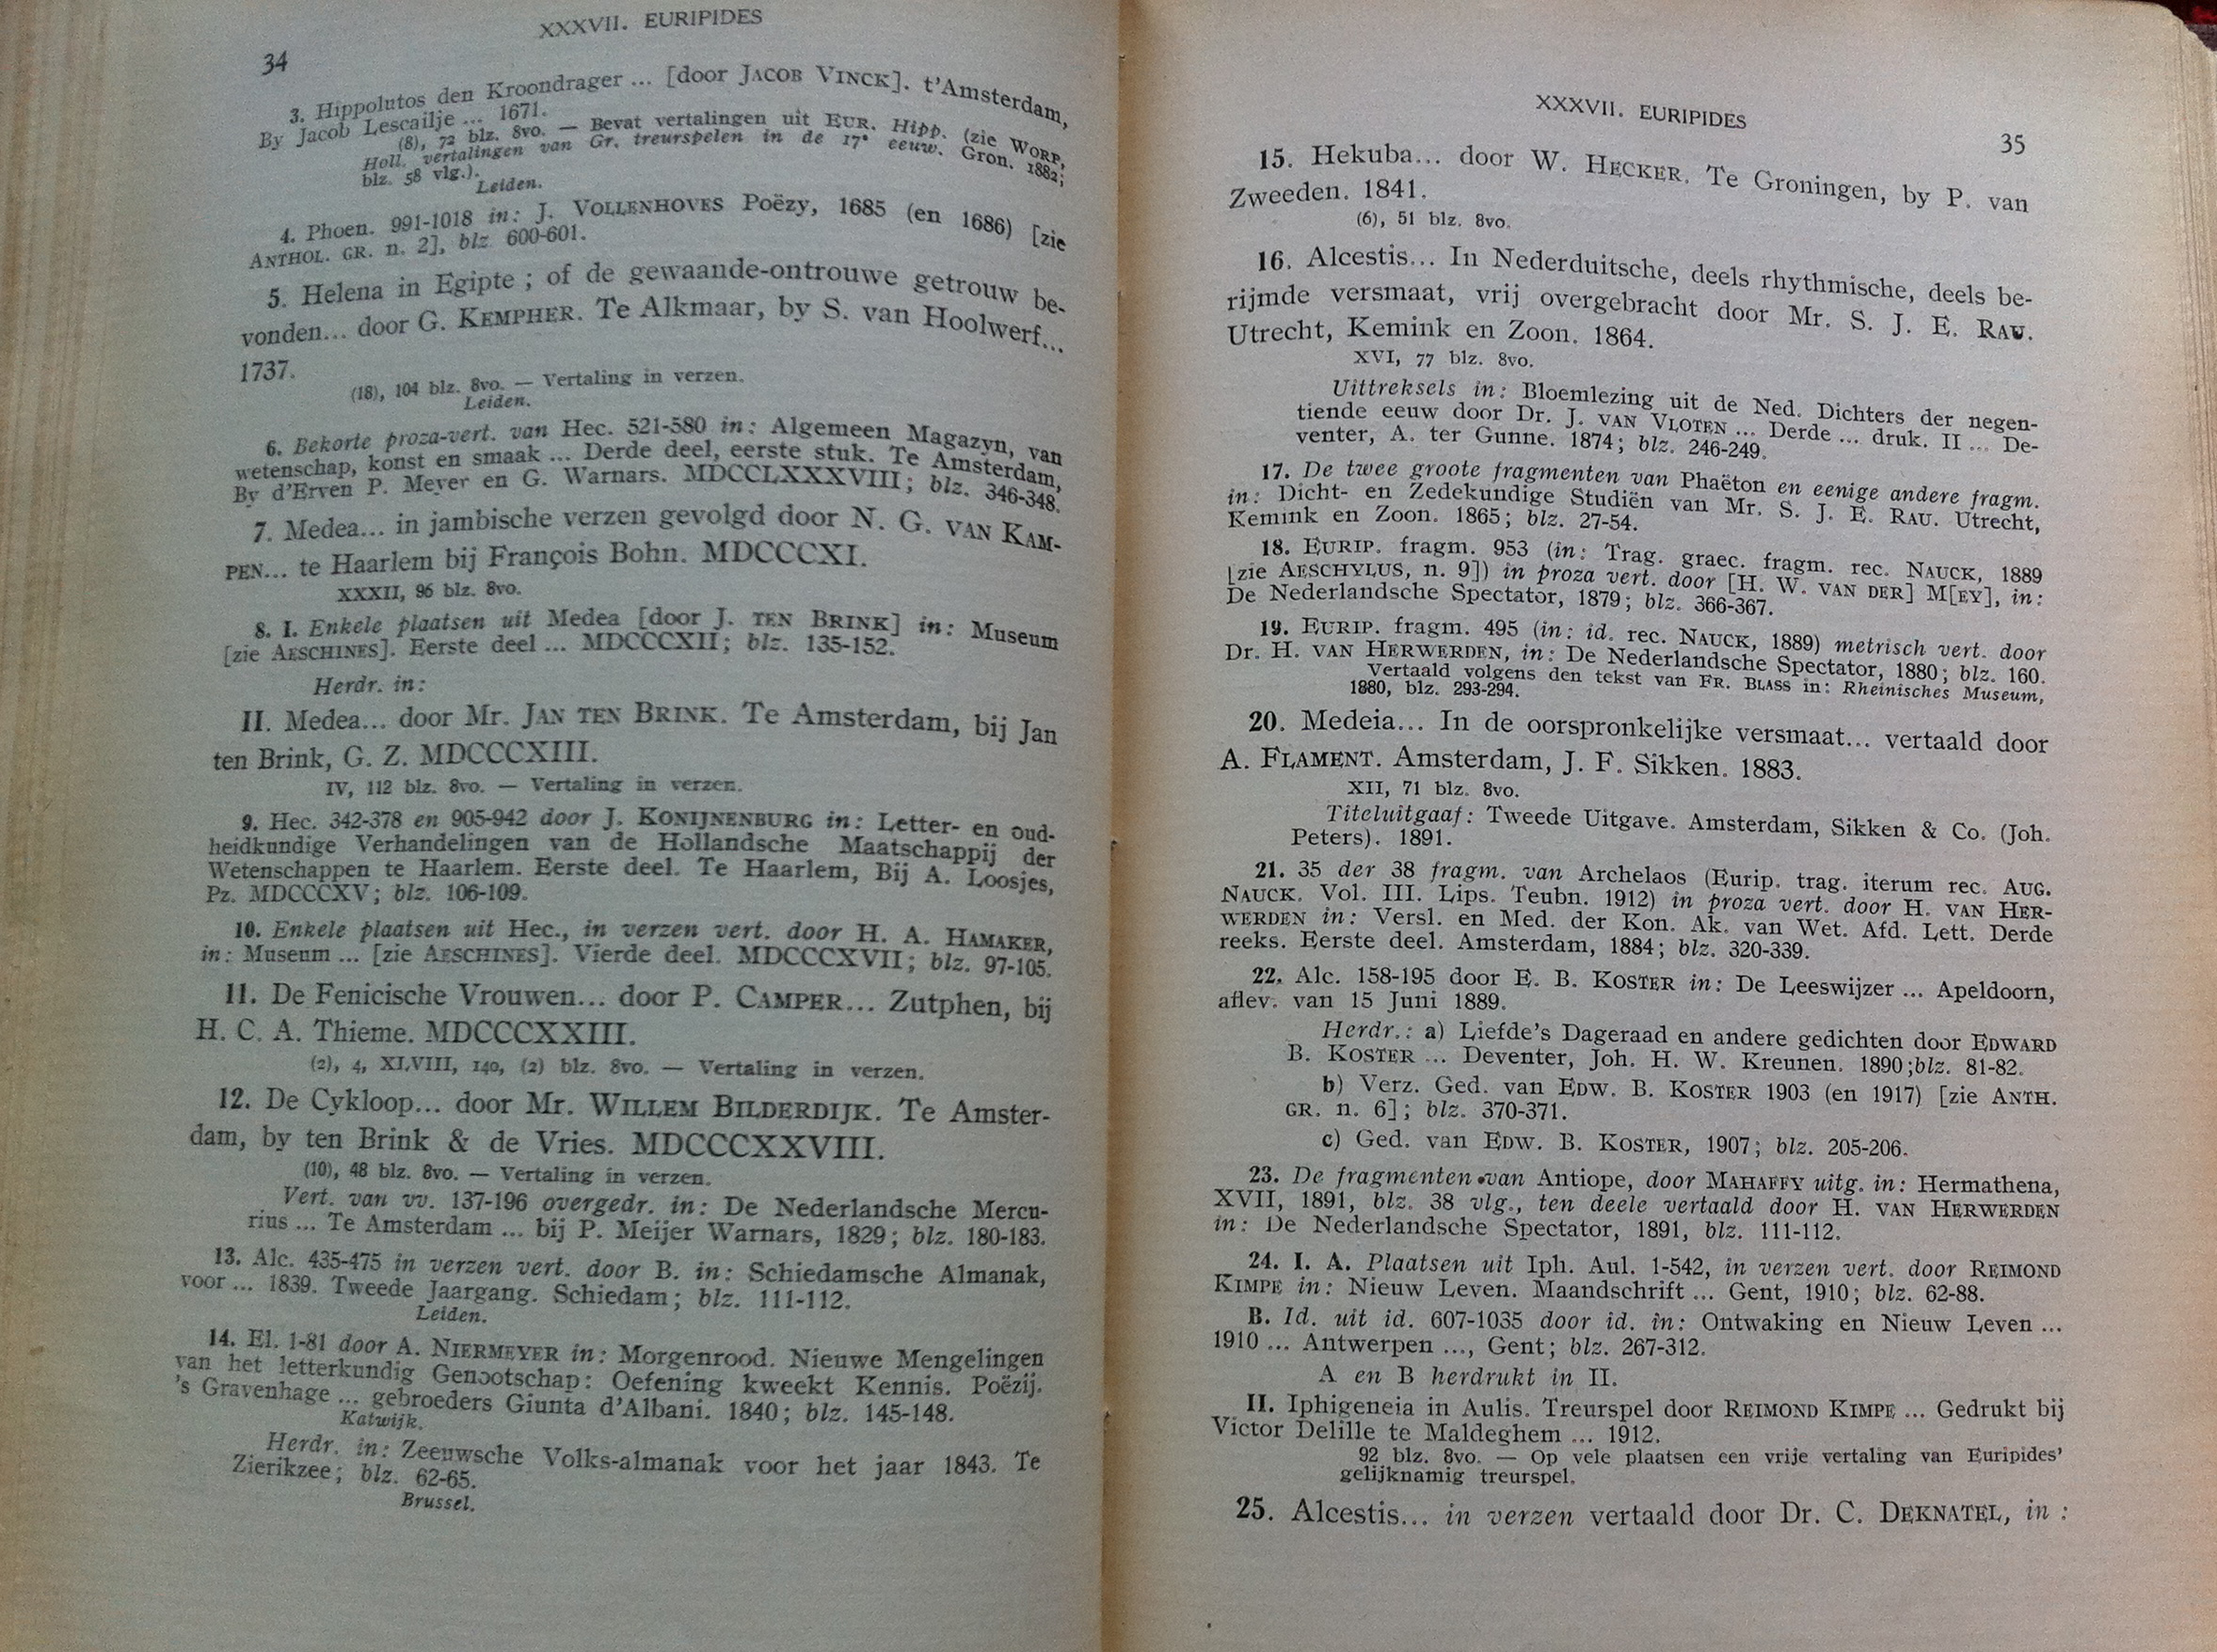 XXXVII. EURIPIDES
34
3. Hippolutos den Kroondrager ... [door JACOB VINCK]. t'Amsterdam,
By Jacob Lescailje ... 1671.
(8), 72 blz. 8vo. — Bevat vertalingen uit EUR. Hipp. (zie WORP,
Holl. vertalingen van Gr. treurspelen in de 17e eeuw. Gron. 1882;
blz. 58 vlg.).
Leiden.
4. Phoen. 991-1018 in: J. VOLLENHOVES Poëzy, 1685 (en 1686) [zie
ANTHOL. GR. n. 2], blz 600-601.
5. Helena in Egipte ; of de gewaande-ontrouwe getrouw be-
vonden... door G. KEMPHER. Te Alkmaar, by S. van Hoolwerf...
1737.
(18), 104 blz. 8vo. — Vertaling in verzen.
Leiden.
6. Bekorte proza-vert. van Hec. 521-580 in: Algemeen Magazyn, van
wetenschap, konst en smaak ... Derde deel, eerste stuk. Te Amsterdam,
By d'Erven P. Meyer en G. Warnars. MDCCLXXXVIII; blz. 346-348.
7. Medea... in jambische verzen gevolgd door N. G. VAN KAM-
PEN... te Haarlem bij François Bohn. MDCCCXI.
XXXII, 96 blz. 8vo.
8. I. Enkele plaatsen uit Medea [door J. TEN BRINK] in: Museum
[zie AESCHINES]. Eerste deel ... MDCCCXII; blz. 135-152.
Herdr. in:
II. Medea... door Mr. JAN TEN BRINK. Te Amsterdam, bij Jan
ten Brink, G. Z. MDCCCXIII.
IV, 112 blz. 8vo. — Vertaling in verzen.
9. Hec. 342-378 en 905-942 door J. KONIJNENBURG in: Letter- en oud-
heidkundige Verhandelingen van de Hollandsche Maatschappij der
Wetenschappen te Haarlem. Eerste deel. Te Haarlem, Bij A. Loosjes,
Pz. MDCCCXV; blz. 106-109.
10. Enkele plaatsen uit Hec., in verzen vert. door H. A. HAMAKER,
in: Museum ... [zie AESCHINES]. Vierde deel. MDCCCXVII; blz. 97-105.
11. De Fenicische Vrouwen... door P. CAMPER... Zutphen, bij
H. C. A. Thieme. MDCCCXXIII.
(2), 4, XLVIII, 140, (2) blz. 8vo. — Vertaling in verzen.
12. De Cykloop... door Mr. WILLEM BILDERDIJK. Te Amster-
dam, by ten Brink & de Vries. MDCCCXXVIII.
(10), 48 blz. 8vo. — Vertaling in verzen.
Vert. van vv. 137-196 overgedr. in: De Nederlandsche Mercu-
rius ... Te Amsterdam ... bij P. Meijer Warnars, 1829; blz. 180-183.
13. Alc. 435-475 in verzen vert. door B. in: Schiedamsche Almanak,
voor ... 1839. Tweede Jaargang. Schiedam; blz. 111-112.
Leiden.
14. El. 1-81 door A. NIERMEYER in: Morgenrood. Nieuwe Mengelingen
van het letterkundig Genootschap: Oefening kweekt Kennis. Poëzij.
's Gravenhage ... gebroeders Giunta d'Albani. 1840; blz. 145-148.
Katwijk.
Herdr. in: Zeeuwsche Volks-almanak voor het jaar 1843. Te
Zierikzee; blz. 62-65.
Brussel.
XXXVII. EURIPIDES
35
15. Hekuba... door W. HECKER. Te Groningen, by P. van
Zweeden. 1841.
(6), 51 blz. 8vo.
16. Alcestis... In Nederduitsche, deels rhythmische, deels be-
rijmde versmaat, vrij overgebracht door Mr. S. J. E. RAU.
Utrecht, Kemink en Zoon. 1864.
XVI, 77 blz. 8vo.
Uittreksels in: Bloemlezing uit de Ned. Dichters der negen-
tiende eeuw door Dr. J. VAN VLOTEN ... Derde ... druk. II ... De-
venter, A. ter Gunne. 1874; blz. 246-249.
17. De twee groote fragmenten van Phaëton en eenige andere fragm.
in: Dicht- en Zedekundige Studiën van Mr. S. J. E. RAU. Utrecht,
Kemink en Zoon. 1865; blz. 27-54.
18. EURIP. fragm. 953 (in: Trag. graec. fragm. rec. NAUCK, 1889
[zie AESCHYLUS, n. 9]) in proza vert. door [H. W. VAN DER] M[EY], in:
De Nederlandsche Spectator, 1879; blz. 366-367.
19. EURIP. fragm. 495 (in: id. rec. NAUCK, 1889) metrisch vert. door
Dr. H. VAN HERWERDEN, in: De Nederlandsche Spectator, 1880; blz. 160.
Vertaald volgens den tekst van FR. BLASS in: Rheinisches Museum,
1880, blz. 293-294.
20. Medeia... In de oorspronkelijke versmaat... vertaald door
A. FLAMENT. Amsterdam, J. F. Sikken. 1883.
XII, 71 blz. 8vo.
Titeluitgaaf: Tweede Uitgave. Amsterdam, Sikken & Co. (Joh.
Peters). 1891.
21. 35 der 38 fragm. van Archelaos (Eurip. trag. iterum rec. AUG.
NAUCK. Vol. III. Lips. Teubn. 1912) in proza vert. door H. VAN HER-
WERDEN in: Versl. en Med. der Kon. Ak. van Wet. Afd. Lett. Derde
reeks. Eerste deel. Amsterdam, 1884; blz. 320-339.
22. Alc. 158-195 door E. B. KOSTER in: De Leeswijzer ... Apeldoorn,
aflev. van 15 Juni 1889.
Herdr.: a) Liefde's Dageraad en andere gedichten door EDWARD
B. KOSTER ... Deventer, Joh. H. W. Kreunen. 1890;blz. 81-82.
b) Verz. Ged. van EDW. B. KOSTER 1903 (en 1917) [zie ANTH.
GR. n. 6]; blz. 370-371.
c) Ged. van EDW. B. KOSTER, 1907; blz. 205-206.
23. De fragmenten van Antiope, door MAHAFFY uitg. in: Hermathena,
XVII, 1891, blz. 38 vlg., ten deele vertaald door H. VAN HERWERDEN
in: De Nederlandsche Spectator, 1891, blz. 111-112.
24. I. A. Plaatsen uit Iph. Aul. 1-542, in verzen vert. door REIMOND
KIMPE in: Nieuw Leven. Maandschrift ... Gent, 1910; blz. 62-88.
B. Id. uit id. 607-1035 door id. in: Ontwaking en Nieuw Leven ...
1910 ... Antwerpen ..., Gent; blz. 267-312.
A en B herdrukt in II.
II. Iphigeneia in Aulis. Treurspel door REIMOND KIMPE ... Gedrukt bij
Victor Delille te Maldeghem ... 1912.
92 blz. 8vo. — Op vele plaatsen een vrije vertaling van Euripides'
gelijknamig treurspel.
25. Alcestis... in verzen vertaald door Dr. C. DEKNATEL, in :